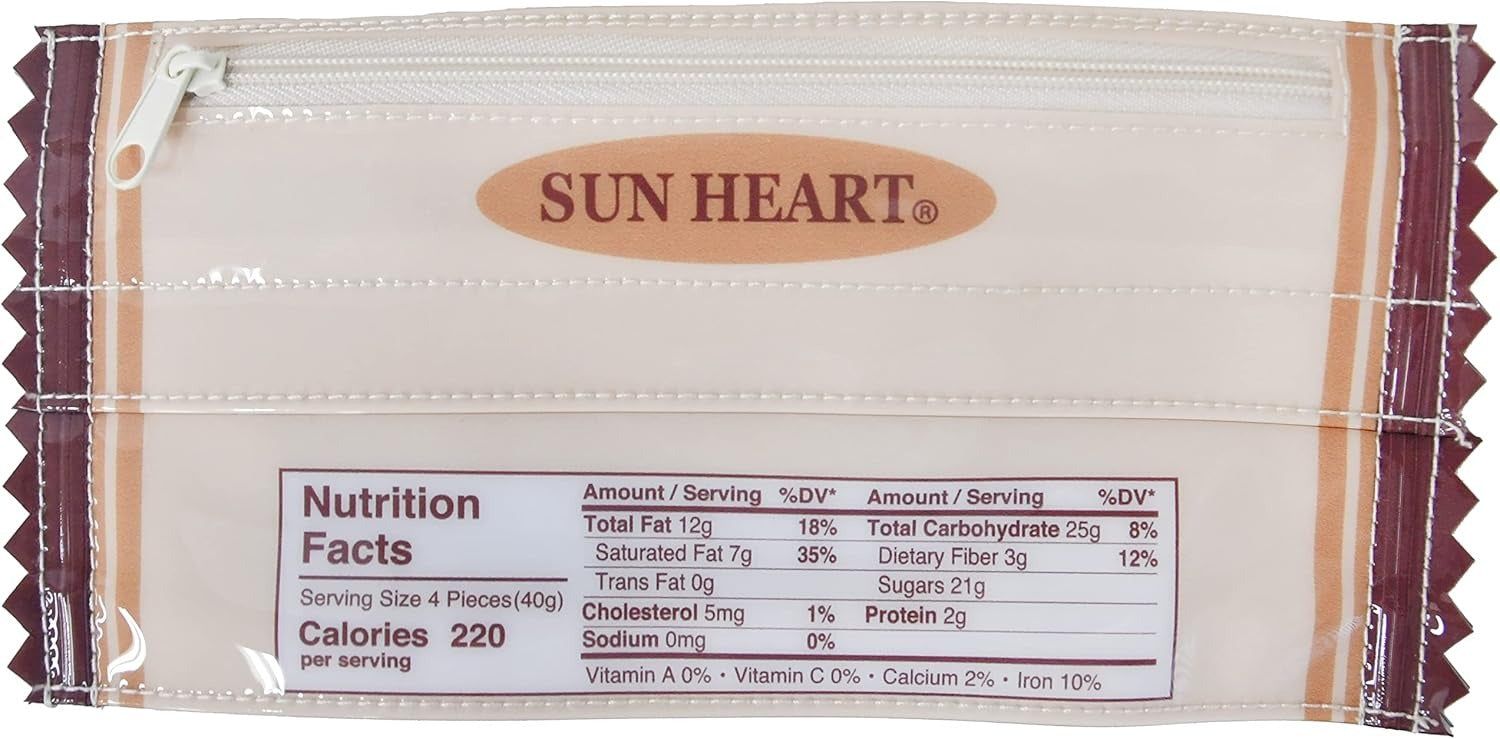 SUN HEART®
Nutrition
Facts
Serving Size 4 Pieces(40g)
Calories 220
per serving
Amount / Serving %DV* Amount / Serving %DV*
Total Fat 12g 18% Total Carbohydrate 25g 8%
Saturated Fat 7g 35% Dietary Fiber 3g 12%
Trans Fat 0g Sugars 21g
Cholesterol 5mg 1% Protein 2g
Sodium 0mg 0%
Vitamin A 0% · Vitamin C 0% · Calcium 2% · Iron 10%